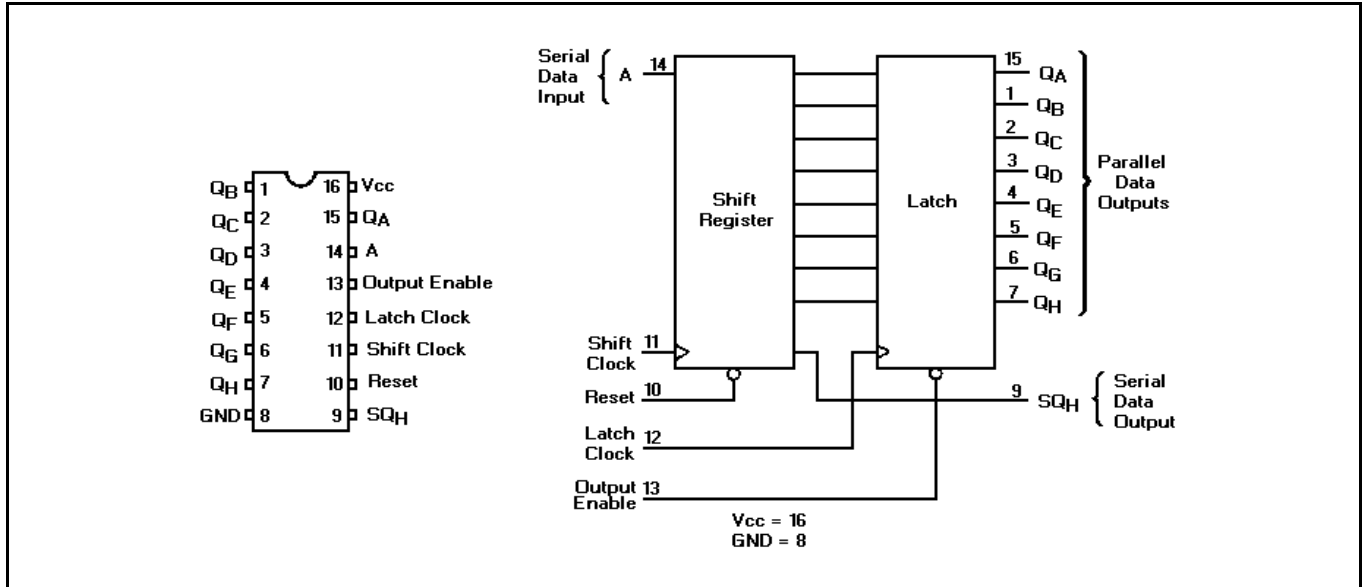 QB 1 16 Vcc
QC 2 15 QA
QD 3 14 A
QE 4 13 Output Enable
QF 5 12 Latch Clock
QG 6 11 Shift Clock
QH 7 10 Reset
GND 8 9 SQH
Serial
Data
Input
A 14
Shift
Register
Latch
15 QA
1 QB
2 QC
3 QD
4 QE
5 QF
6 QG
7 QH
Parallel
Data
Outputs
Shift 11
Clock
Reset 10
Latch 12
Clock
Output 13
Enable
9 SQH
Serial
Data
Output
Vcc = 16
GND = 8